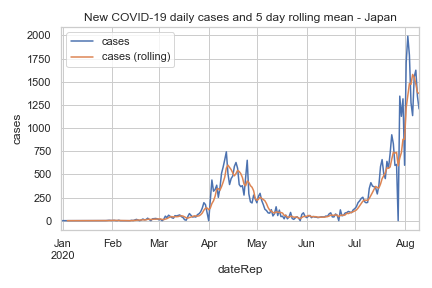 New COVID-19 daily cases and 5 day rolling mean - Japan
cases
cases (rolling)
2000
1750
1500
1250
1000
750
500
250
0
cases
Jan Feb Mar Apr May Jun Jul Aug
2020
dateRep